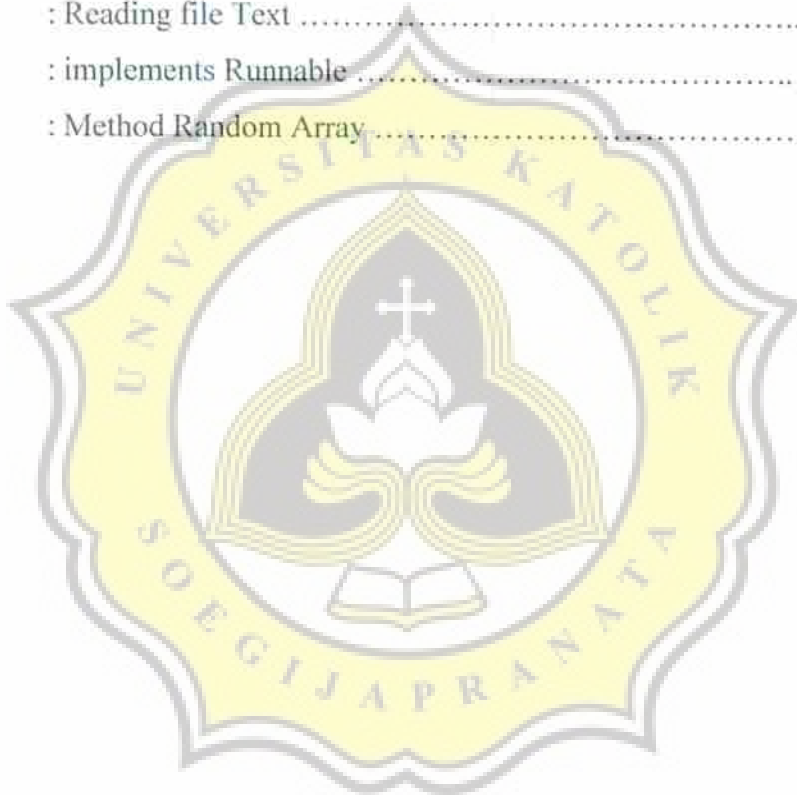 : Reading file Text ........................................................
: implements Runnable ................................................
: Method Random Array ..............................................
UNIVERSITAS KATOLIK
SOEGIJAPRANATA